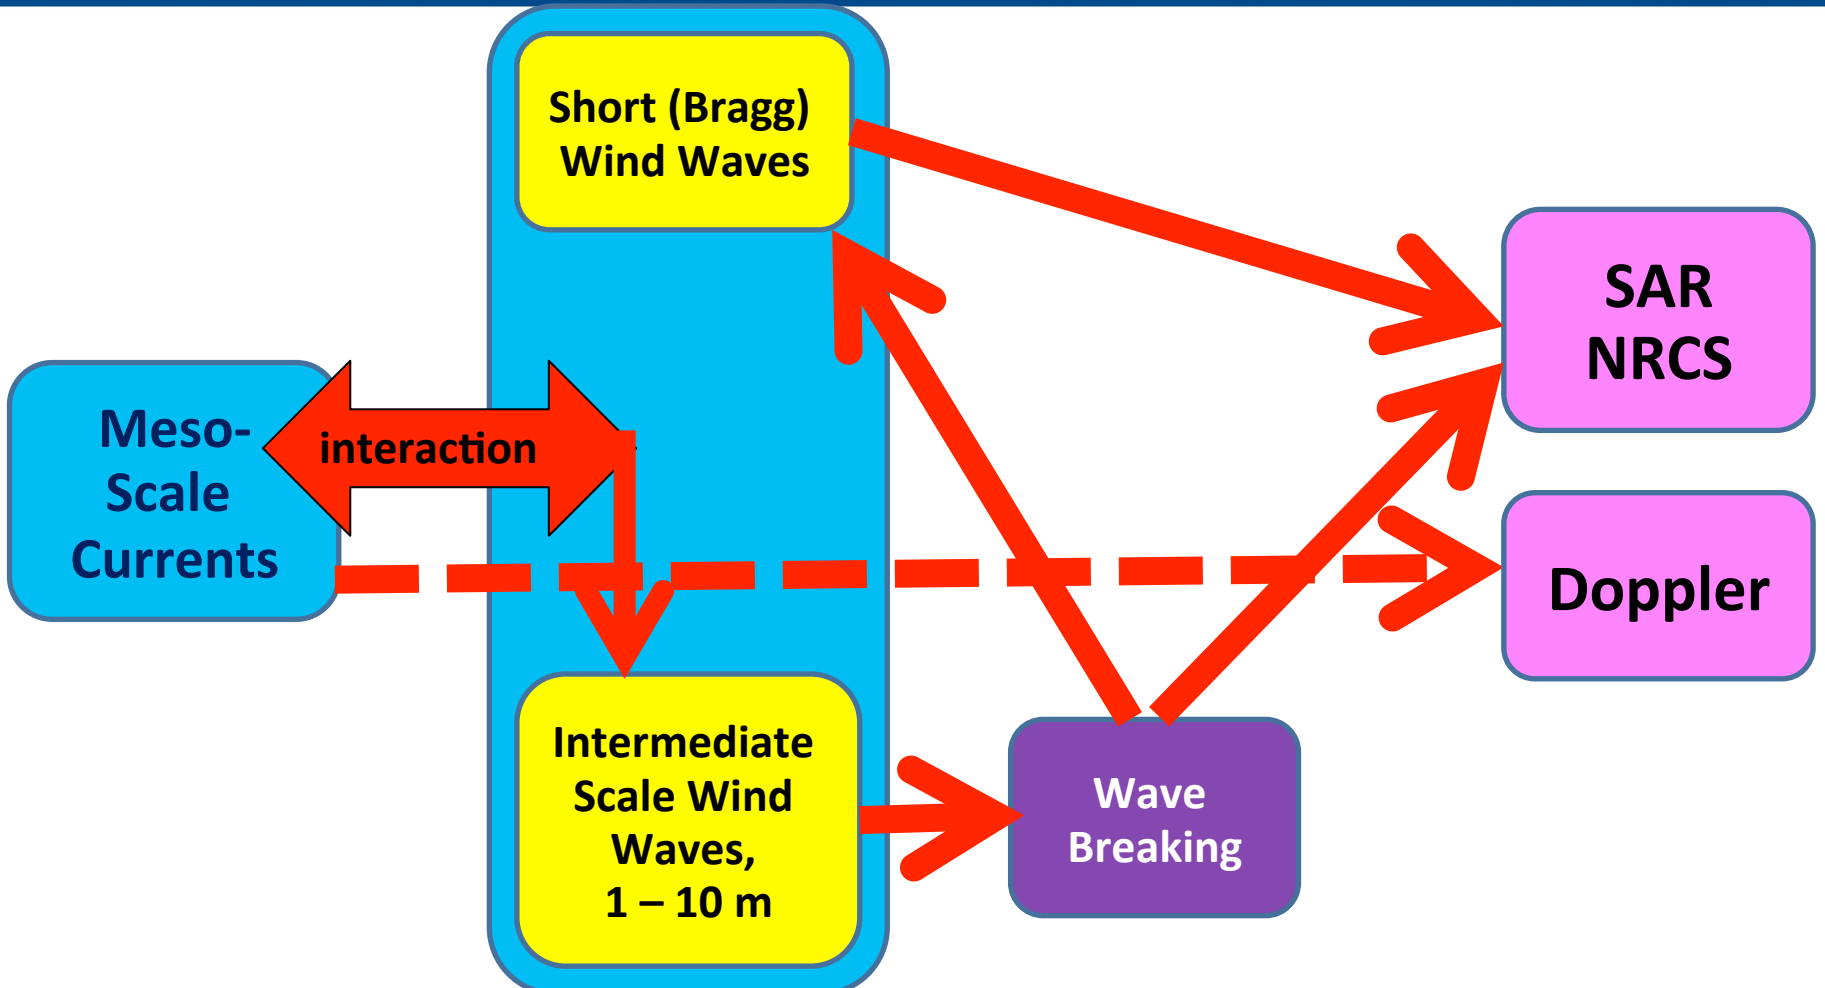 Short (Bragg)
Wind Waves
SAR
NRCS
Meso-
Scale
Currents
interaction
Doppler
Intermediate
Scale Wind
Waves,
1 – 10 m
Wave
Breaking